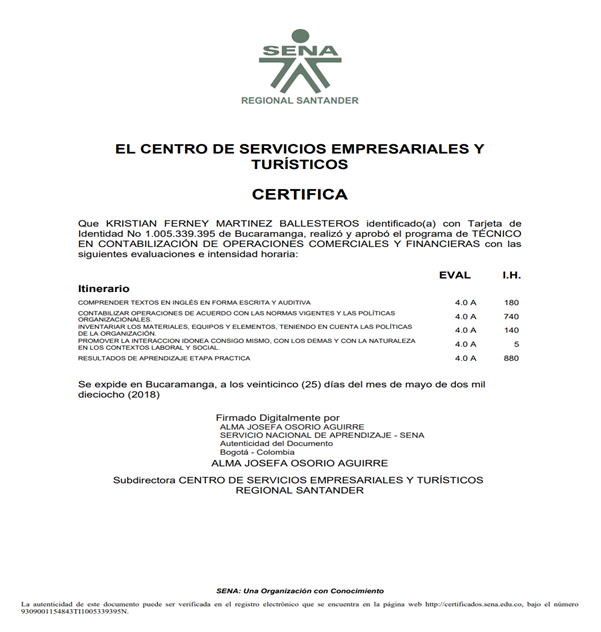 SENA
REGIONAL SANTANDER
EL CENTRO DE SERVICIOS EMPRESARIALES Y
TURÍSTICOS
CERTIFICA
Que KRISTIAN FERNEY MARTINEZ BALLESTEROS identificado(a) con Tarjeta de
Identidad No 1.005.339.395 de Bucaramanga, realizó y aprobó el programa de TÉCNICO
EN CONTABILIZACIÓN DE OPERACIONES COMERCIALES Y FINANCIERAS con las
siguientes evaluaciones e intensidad horaria:
EVAL I.H.
Itinerario
COMPRENDER TEXTOS EN INGLÉS EN FORMA ESCRITA Y AUDITIVA 4.0 A 180
CONTABILIZAR OPERACIONES DE ACUERDO CON LAS NORMAS VIGENTES Y LAS POLÍTICAS
ORGANIZACIONALES. 4.0 A 740
INVENTARIAR LOS MATERIALES, EQUIPOS Y ELEMENTOS, TENIENDO EN CUENTA LAS POLÍTICAS
DE LA ORGANIZACIÓN. 4.0 A 140
PROMOVER LA INTERACCION IDONEA CONSIGO MISMO, CON LOS DEMAS Y CON LA NATURALEZA
EN LOS CONTEXTOS LABORAL Y SOCIAL. 4.0 A 5
RESULTADOS DE APRENDIZAJE ETAPA PRACTICA 4.0 A 880
Se expide en Bucaramanga, a los veinticinco (25) días del mes de mayo de dos mil
dieciocho (2018)
Firmado Digitalmente por
ALMA JOSEFA OSORIO AGUIRRE
SERVICIO NACIONAL DE APRENDIZAJE - SENA
Autenticidad del Documento
Bogotá - Colombia
ALMA JOSEFA OSORIO AGUIRRE
Subdirectora CENTRO DE SERVICIOS EMPRESARIALES Y TURÍSTICOS
REGIONAL SANTANDER
SENA: Una Organización con Conocimiento
La autenticidad de este documento puede ser verificada en el registro electrónico que se encuentra en la página web http://certificados.sena.edu.co, bajo el número
9309001154843TI1005339395N.